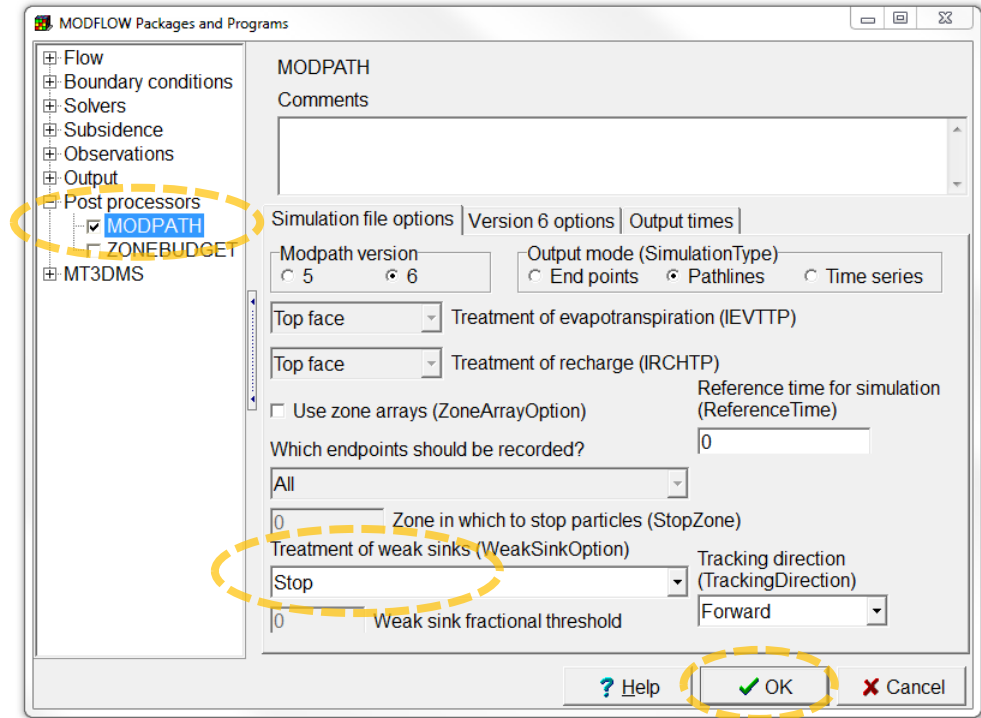 MODFLOW Packages and Programs
Flow
Boundary conditions
Solvers
Subsidence
Observations
Output
Post processors
MODPATH
ZONEBUDGET
MT3DMS
MODPATH
Comments
Simulation file options Version 6 options Output times
Modpath version
5 6
Output mode (SimulationType)
End points Pathlines Time series
Top face Treatment of evapotranspiration (IEVTTP)
Top face Treatment of recharge (IRCHTP)
Use zone arrays (ZoneArrayOption)
Reference time for simulation
(ReferenceTime)
0
Which endpoints should be recorded?
All
0 Zone in which to stop particles (StopZone)
Treatment of weak sinks (WeakSinkOption)
Stop
0 Weak sink fractional threshold
Tracking direction
(TrackingDirection)
Forward
? Help OK Cancel